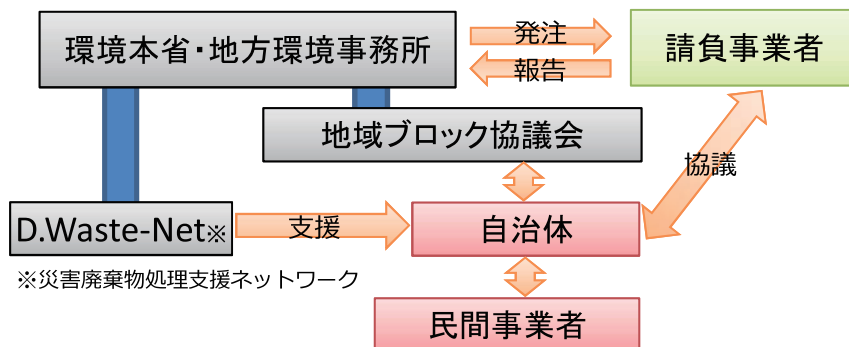 環境本省・地方環境事務所
発注
報告
請負事業者
地域ブロック協議会
協議
D.Waste-Net※
支援
自治体
※災害廃棄物処理支援ネットワーク
民間事業者